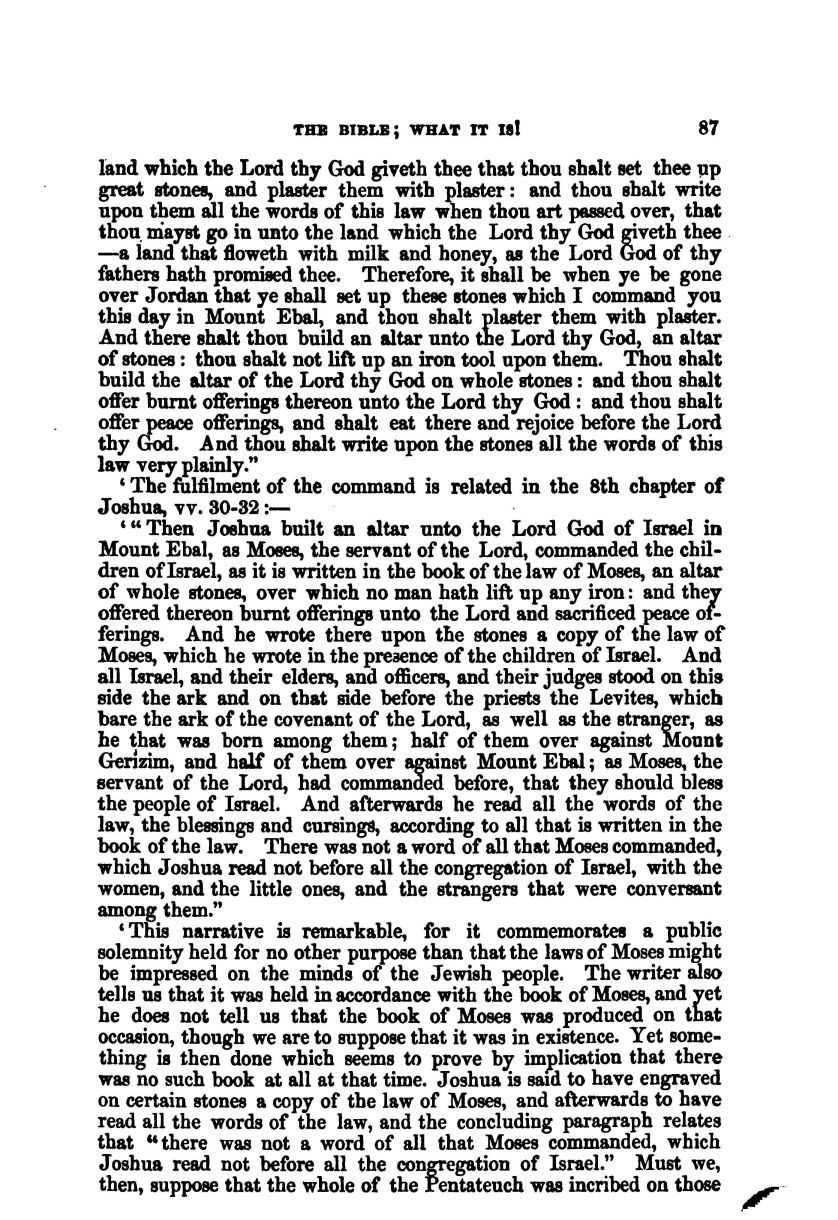 THE BIBLE; WHAT IT IS! 87
land which the Lord thy God giveth thee that thou shalt set thee up
great stones, and plaster them with plaster: and thou shalt write
upon them all the words of this law when thou art passed over, that
thou mayst go in unto the land which the Lord thy God giveth thee
—a land that floweth with milk and honey, as the Lord God of thy
fathers hath promised thee. Therefore, it shall be when ye be gone
over Jordan that ye shall set up these stones which I command you
this day in Mount Ebal, and thou shalt plaster them with plaster.
And there shalt thou build an altar unto the Lord thy God, an altar
of stones: thou shalt not lift up an iron tool upon them. Thou shalt
build the altar of the Lord thy God on whole stones: and thou shalt
offer burnt offerings thereon unto the Lord thy God: and thou shalt
offer peace offerings, and shalt eat there and rejoice before the Lord
thy God. And thou shalt write upon the stones all the words of this
law very plainly.”
‘The fulfilment of the command is related in the 8th chapter of
Joshua, vv. 30-32:—
‘“Then Joshua built an altar unto the Lord God of Israel in
Mount Ebal, as Moses, the servant of the Lord, commanded the chil-
dren of Israel, as it is written in the book of the law of Moses, an altar
of whole stones, over which no man hath lift up any iron: and they
offered thereon burnt offerings unto the Lord and sacrificed peace of-
ferings. And he wrote there upon the stones a copy of the law of
Moses, which he wrote in the presence of the children of Israel. And
all Israel, and their elders, and officers, and their judges stood on this
side the ark and on that side before the priests the Levites, which
bare the ark of the covenant of the Lord, as well as the stranger, as
he that was born among them; half of them over against Mount
Gerizim, and half of them over against Mount Ebal; as Moses, the
servant of the Lord, had commanded before, that they should bless
the people of Israel. And afterwards he read all the words of the
law, the blessings and cursings, according to all that is written in the
book of the law. There was not a word of all that Moses commanded,
which Joshua read not before all the congregation of Israel, with the
women, and the little ones, and the strangers that were conversant
among them.”
‘This narrative is remarkable, for it commemorates a public
solemnity held for no other purpose than that the laws of Moses might
be impressed on the minds of the Jewish people. The writer also
tells us that it was held in accordance with the book of Moses, and yet
he does not tell us that the book of Moses was produced on that
occasion, though we are to suppose that it was in existence. Yet some-
thing is then done which seems to prove by implication that there
was no such book at all at that time. Joshua is said to have engraved
on certain stones a copy of the law of Moses, and afterwards to have
read all the words of the law, and the concluding paragraph relates
that “there was not a word of all that Moses commanded, which
Joshua read not before all the congregation of Israel.” Must we,
then, suppose that the whole of the Pentateuch was incribed on those